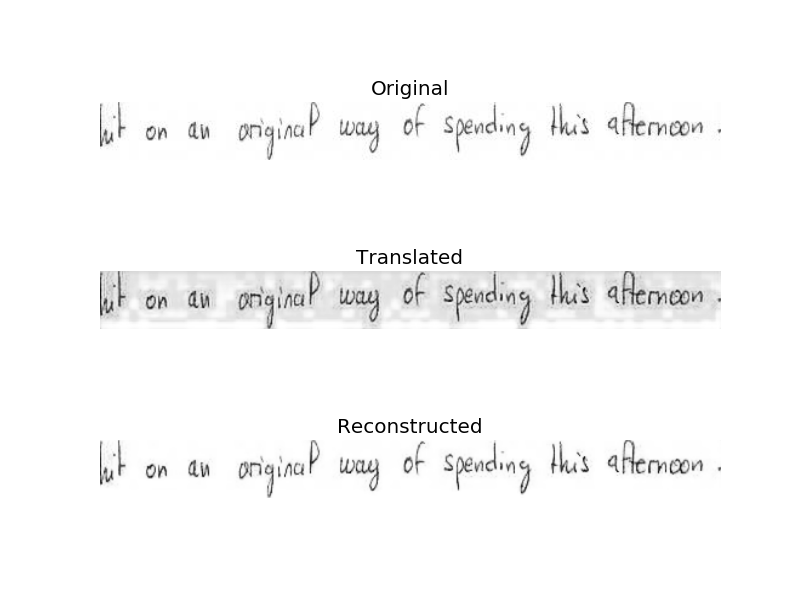 Original
hit on an original way of spending this afternoon .
Translated
hit on an original way of spending this afternoon .
Reconstructed
hit on an original way of spending this afternoon .